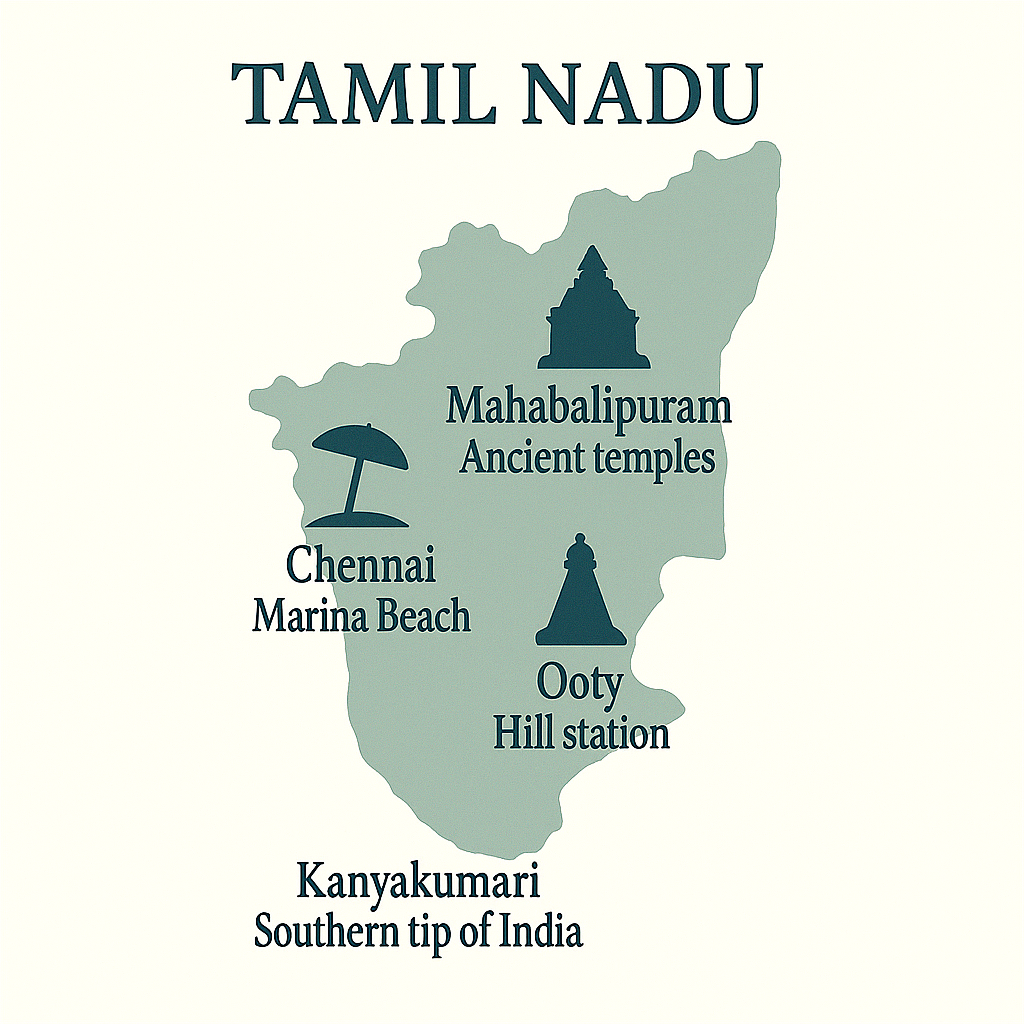 TAMIL NADU
Mahabalipuram
Ancient temples
Chennai
Marina Beach
Ooty
Hill station
Kanyakumari
Southern tip of India